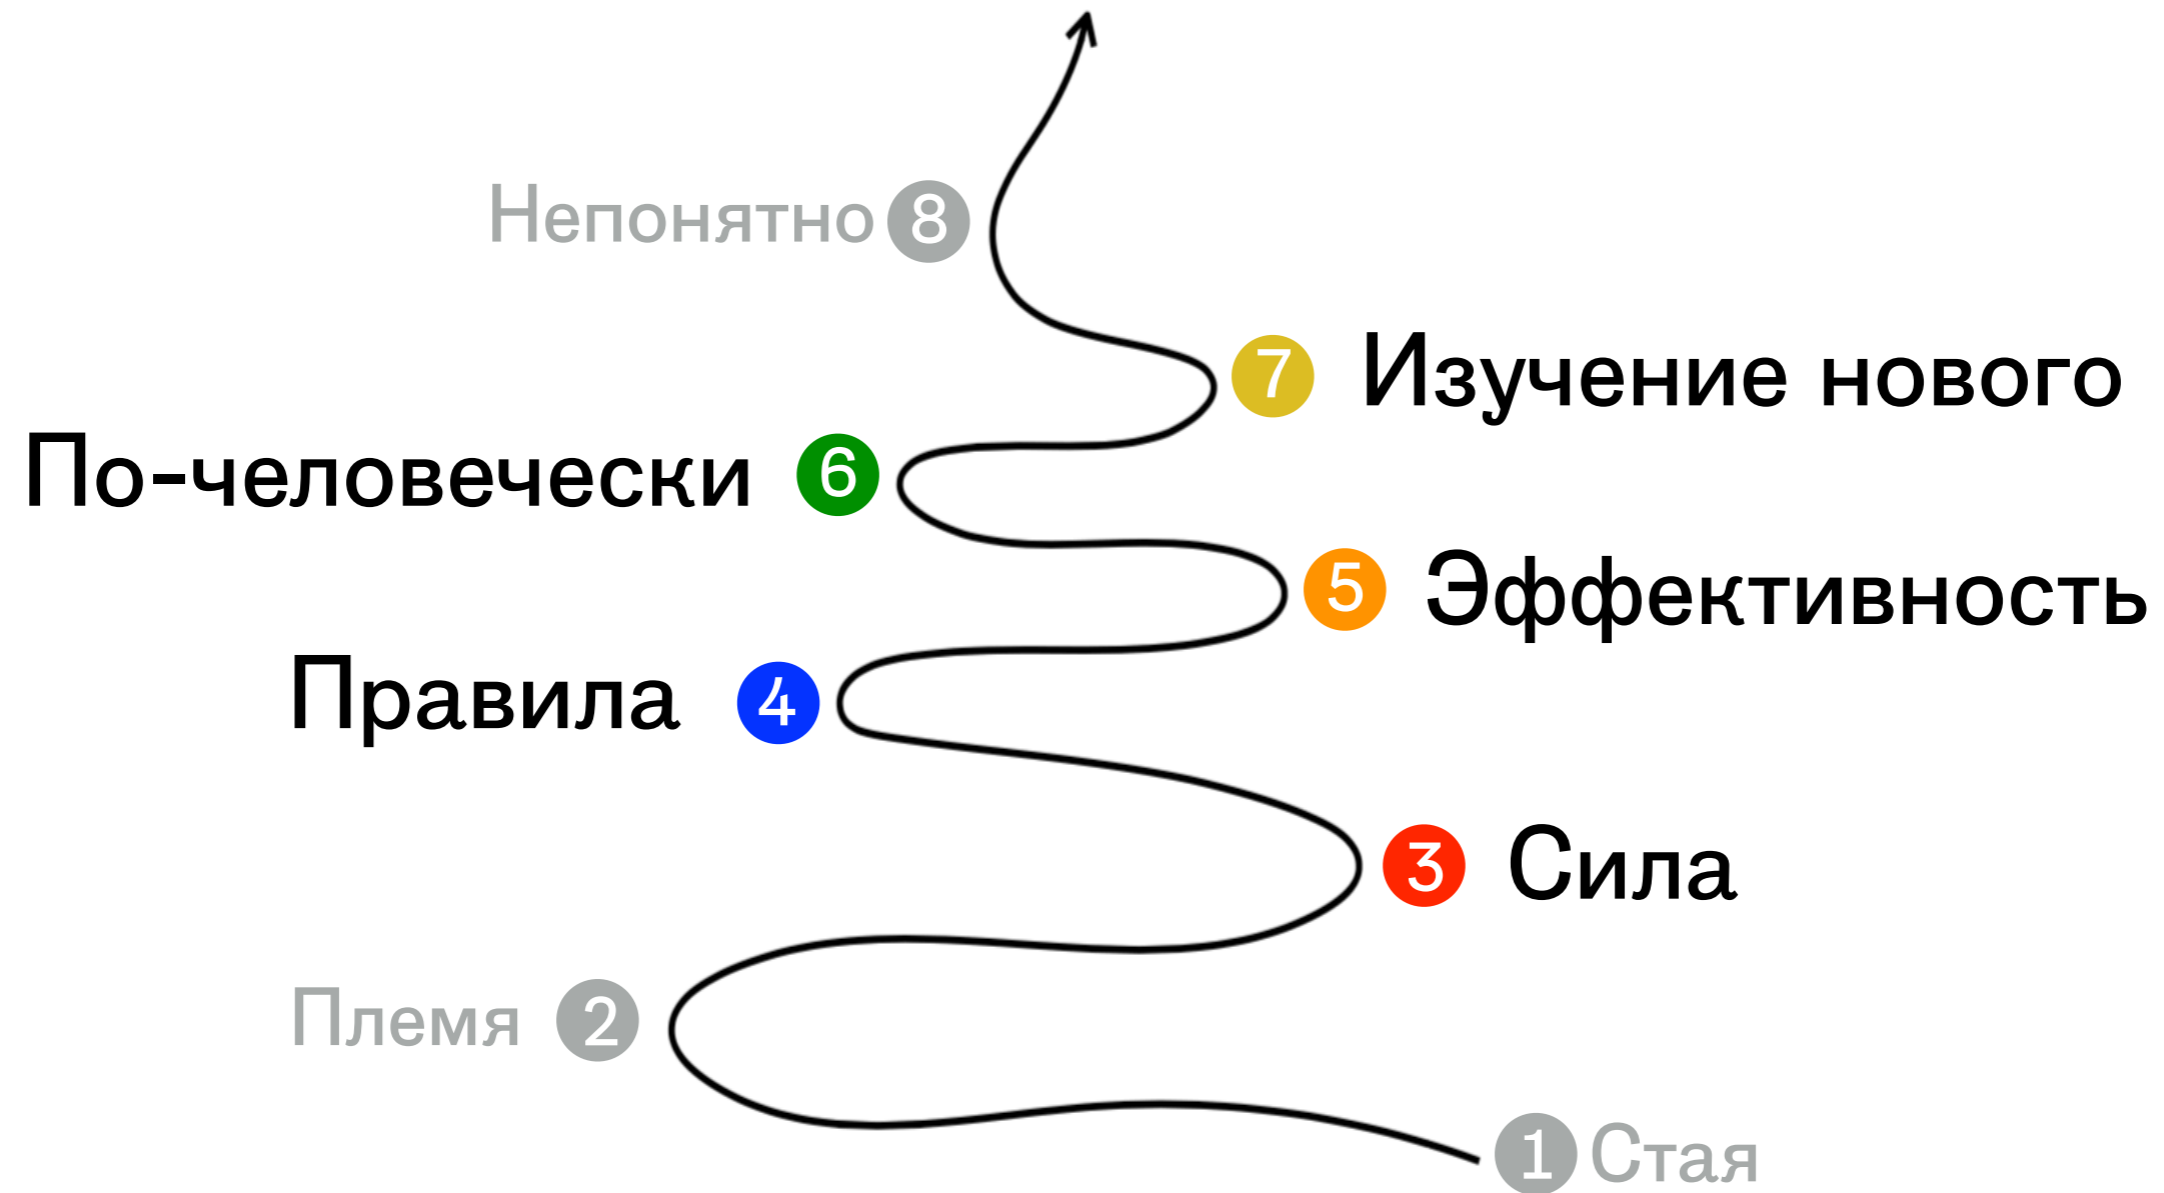 Непонятно 8
7 Изучение нового
По-человечески 6
5 Эффективность
Правила 4
3 Сила
Племя 2
1 Стая